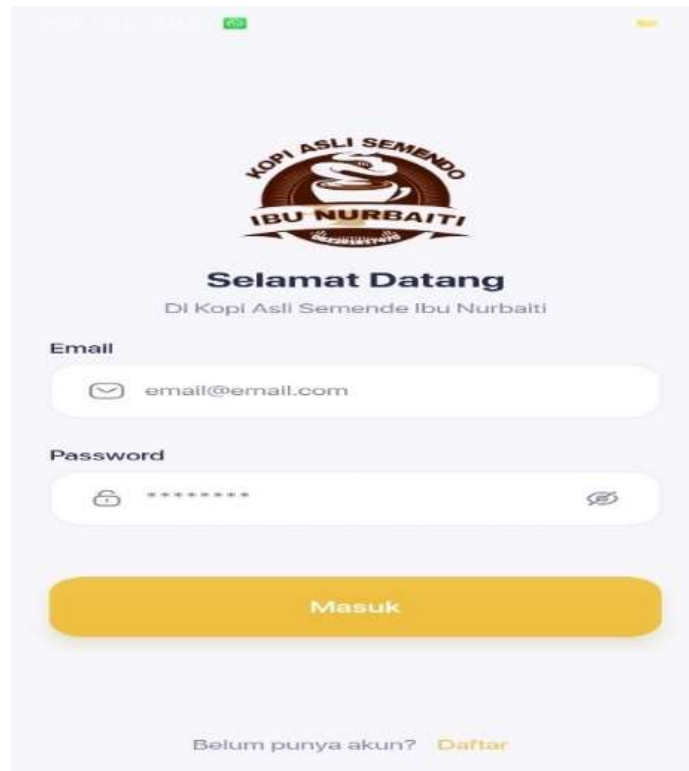 KOPI ASLI SEMENDO
IBU NURBAITI
Selamat Datang
Di Kopi Asli Semende Ibu Nurbaiti
Email
email@email.com
Password
********
Masuk
Belum punya akun? Daftar